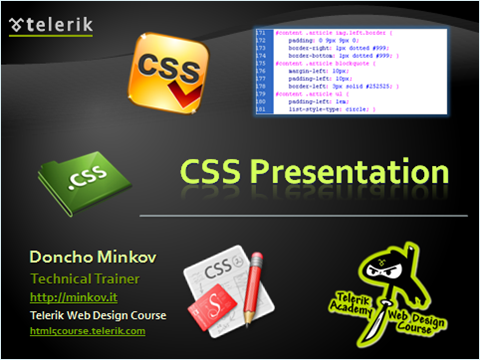 telerik
CSS
171 #content .article img.left.border {
172 padding: 0 9px 9px 0;
173 border-right: 1px dotted #999;
174 border-bottom: 1px dotted #999; }
175 #content .article blockquote {
176 margin-left: 10px;
177 padding-left: 10px;
178 border-left: 3px solid #252525; }
179 #content .article ul {
180 padding-left: 1em;
181 list-style-type: circle; }
.CSS
CSS Presentation
Doncho Minkov
Technical Trainer
http://minkov.it
Telerik Web Design Course
html5course.telerik.com
CSS
S
Telerik Academy
Web Design Course